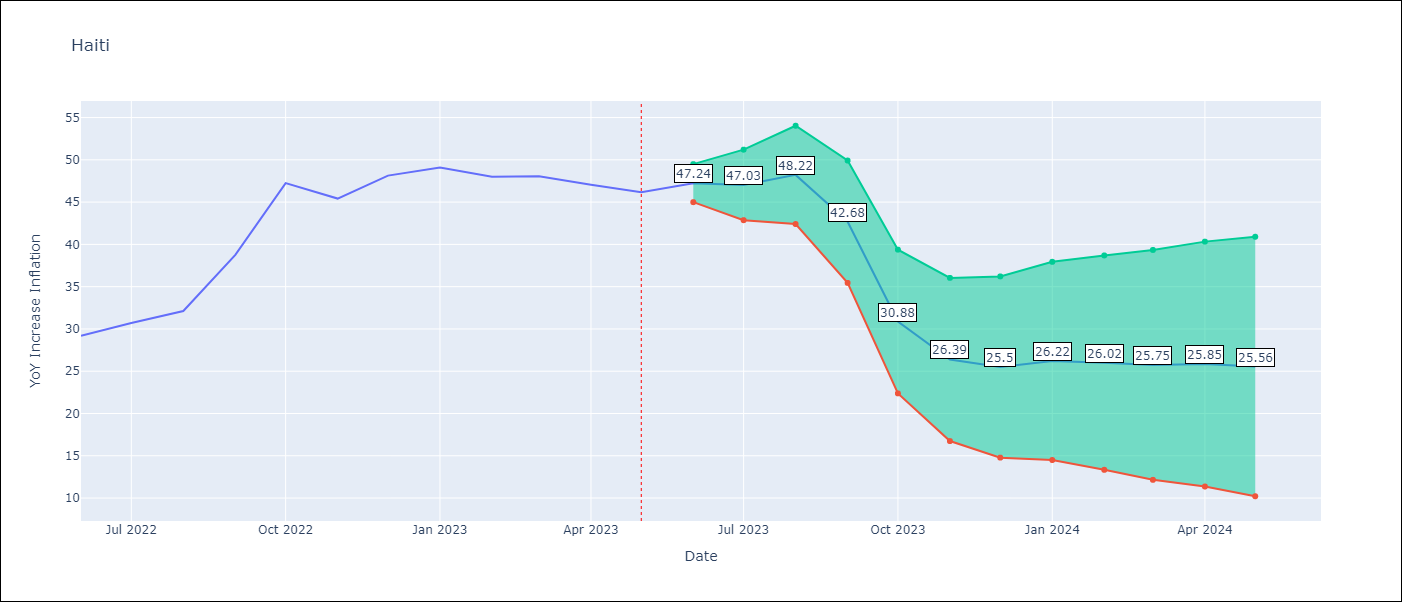 Haiti
YoY Increase Inflation
55
50
45
40
35
30
25
20
15
10
47.24
47.03
48.22
42.68
30.88
26.39
25.5
26.22
26.02
25.75
25.85
25.56
Jul 2022
Oct 2022
Jan 2023
Apr 2023
Jul 2023
Oct 2023
Jan 2024
Apr 2024
Date